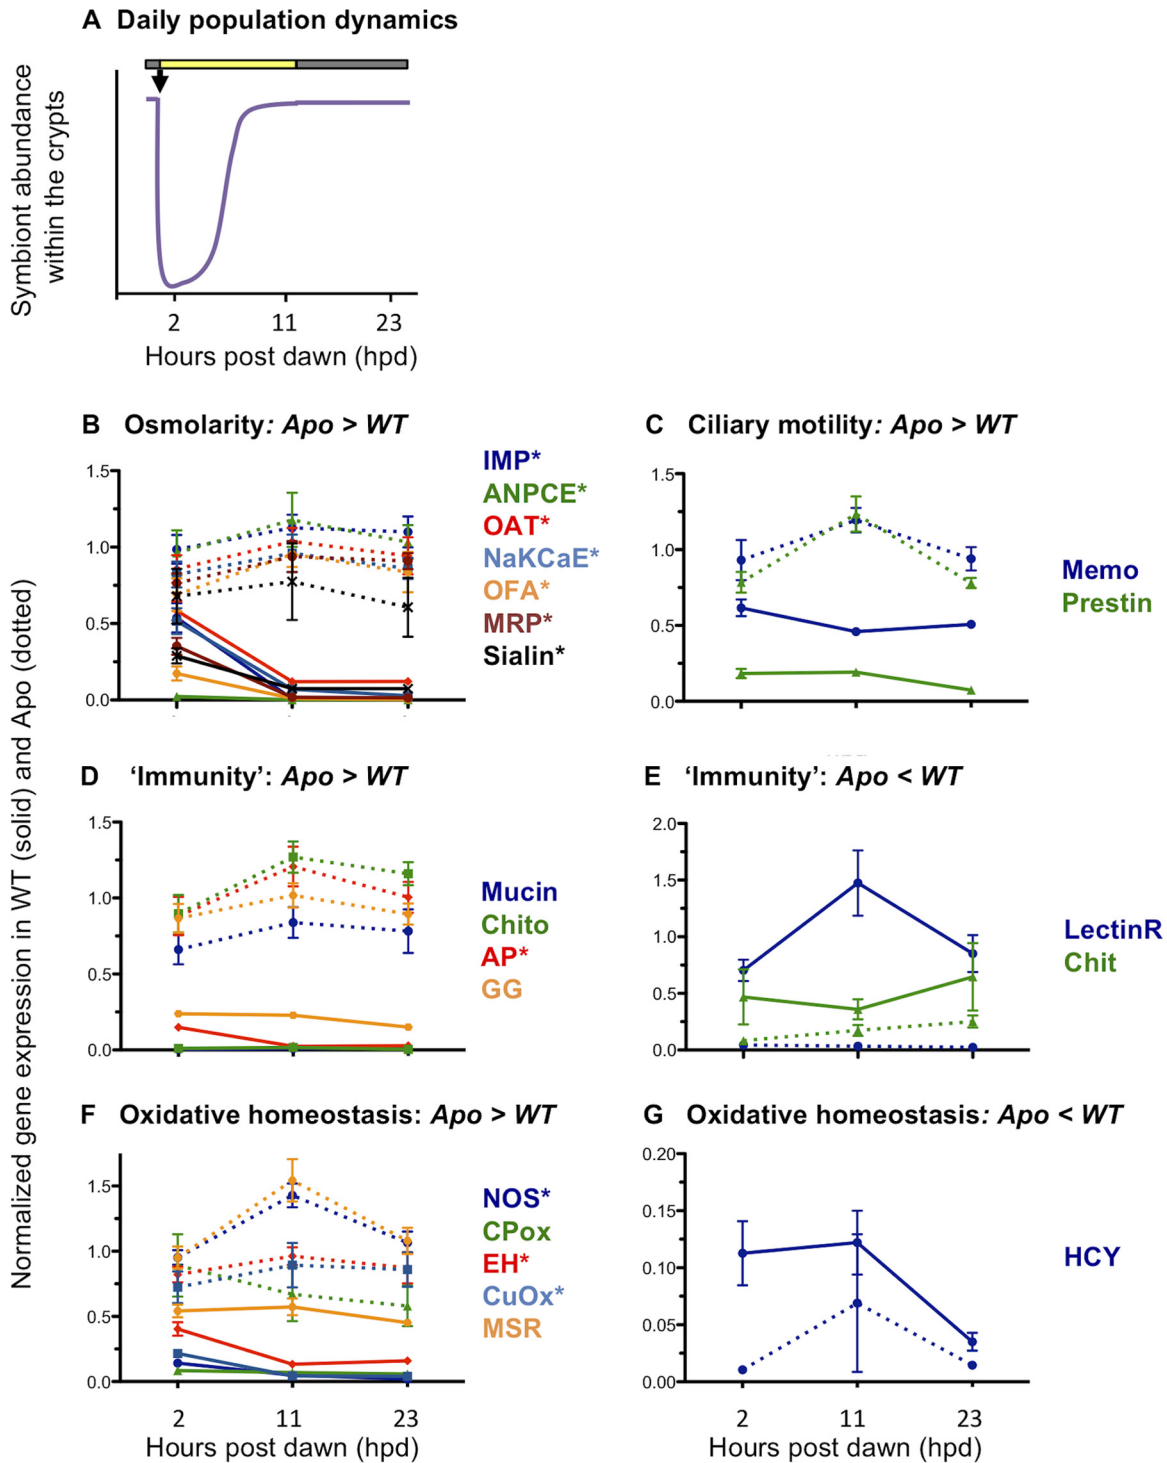 A Daily population dynamics
Symbiont abundance
within the crypts
2 11 23
Hours post dawn (hpd)
Normalized gene expression in WT (solid) and Apo (dotted)
B Osmolarity: Apo > WT
1.5
1.0
0.5
0.0
IMP*
ANPCE*
OAT*
NaKCaE*
OFA*
MRP*
Sialin*
C Ciliary motility: Apo > WT
1.5
1.0
0.5
0.0
Memo
Prestin
D ‘Immunity’: Apo > WT
1.5
1.0
0.5
0.0
Mucin
Chito
AP*
GG
E ‘Immunity’: Apo < WT
2.0
1.5
1.0
0.5
0.0
LectinR
Chit
F Oxidative homeostasis: Apo > WT
1.5
1.0
0.5
0.0
2 11 23
Hours post dawn (hpd)
NOS*
CPox
EH*
CuOx*
MSR
G Oxidative homeostasis: Apo < WT
0.20
0.15
0.10
0.05
0.00
2 11 23
Hours post dawn (hpd)
HCY